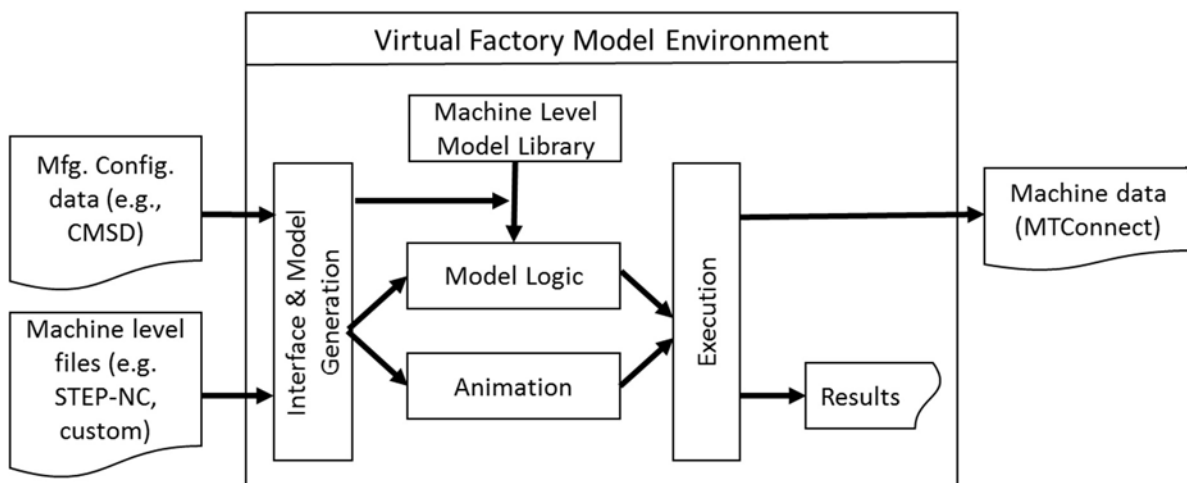 Virtual Factory Model Environment
Machine Level
Model Library
Mfg. Config.
data (e.g.,
CMSD)
Machine level
files (e.g.
STEP-NC,
custom)
Interface & Model
Generation
Model Logic
Animation
Execution
Machine data
(MTConnect)
Results